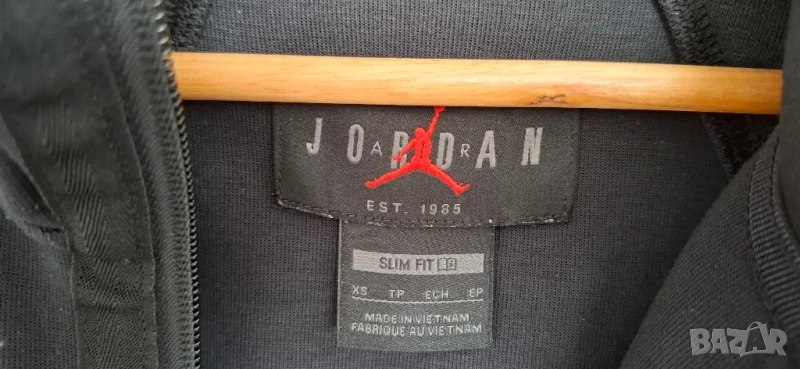 JORDAN
AIR
EST. 1985
SLIM FIT
XS TP ECH EP
MADE IN VIETNAM
FABRIQUE AU VIETNAM
BAZAR